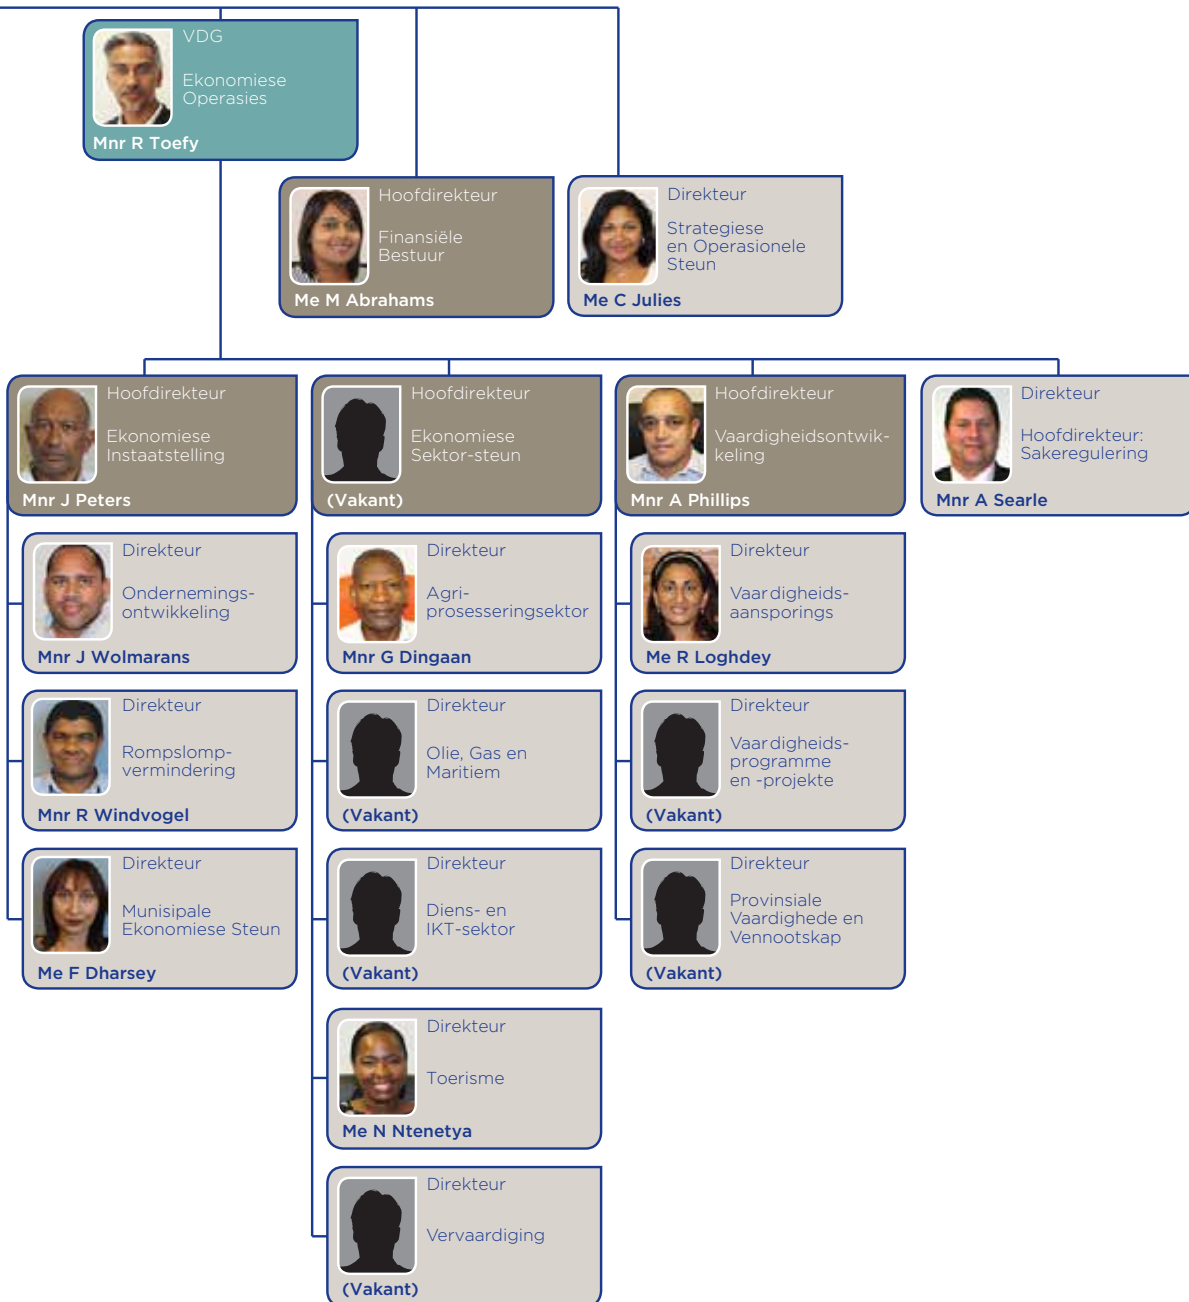 VDG
Ekonomiese
Operasies
Mnr R Toefy
Hoofdirekteur
Finansiële
Bestuur
Me M Abrahams
Direkteur
Strategiese
en Operasionele
Steun
Me C Julies
Hoofdirekteur
Ekonomiese
Instaatstelling
Mnr J Peters
Hoofdirekteur
Ekonomiese
Sektor-steun
(Vakant)
Hoofdirekteur
Vaardigheidsontwik-
keling
Mnr A Phillips
Direkteur
Hoofdirekteur:
Sakeregulering
Mnr A Searle
Direkteur
Ondernemings-
ontwikkeling
Mnr J Wolmarans
Direkteur
Rompslomp-
vermindering
Mnr R Windvogel
Direkteur
Munisipale
Ekonomiese Steun
Me F Dharsey
Direkteur
Agri-
prosesseringsektor
Mnr G Dingaan
Direkteur
Olie, Gas en
Maritiem
(Vakant)
Direkteur
Diens- en
IKT-sektor
(Vakant)
Direkteur
Toerisme
Me N Ntenetya
Direkteur
Vervaardiging
(Vakant)
Direkteur
Vaardigheids-
aansporings
Me R Loghdey
Direkteur
Vaardigheids-
programme
en -projekte
(Vakant)
Direkteur
Provinsiale
Vaardighede en
Vennootskap
(Vakant)